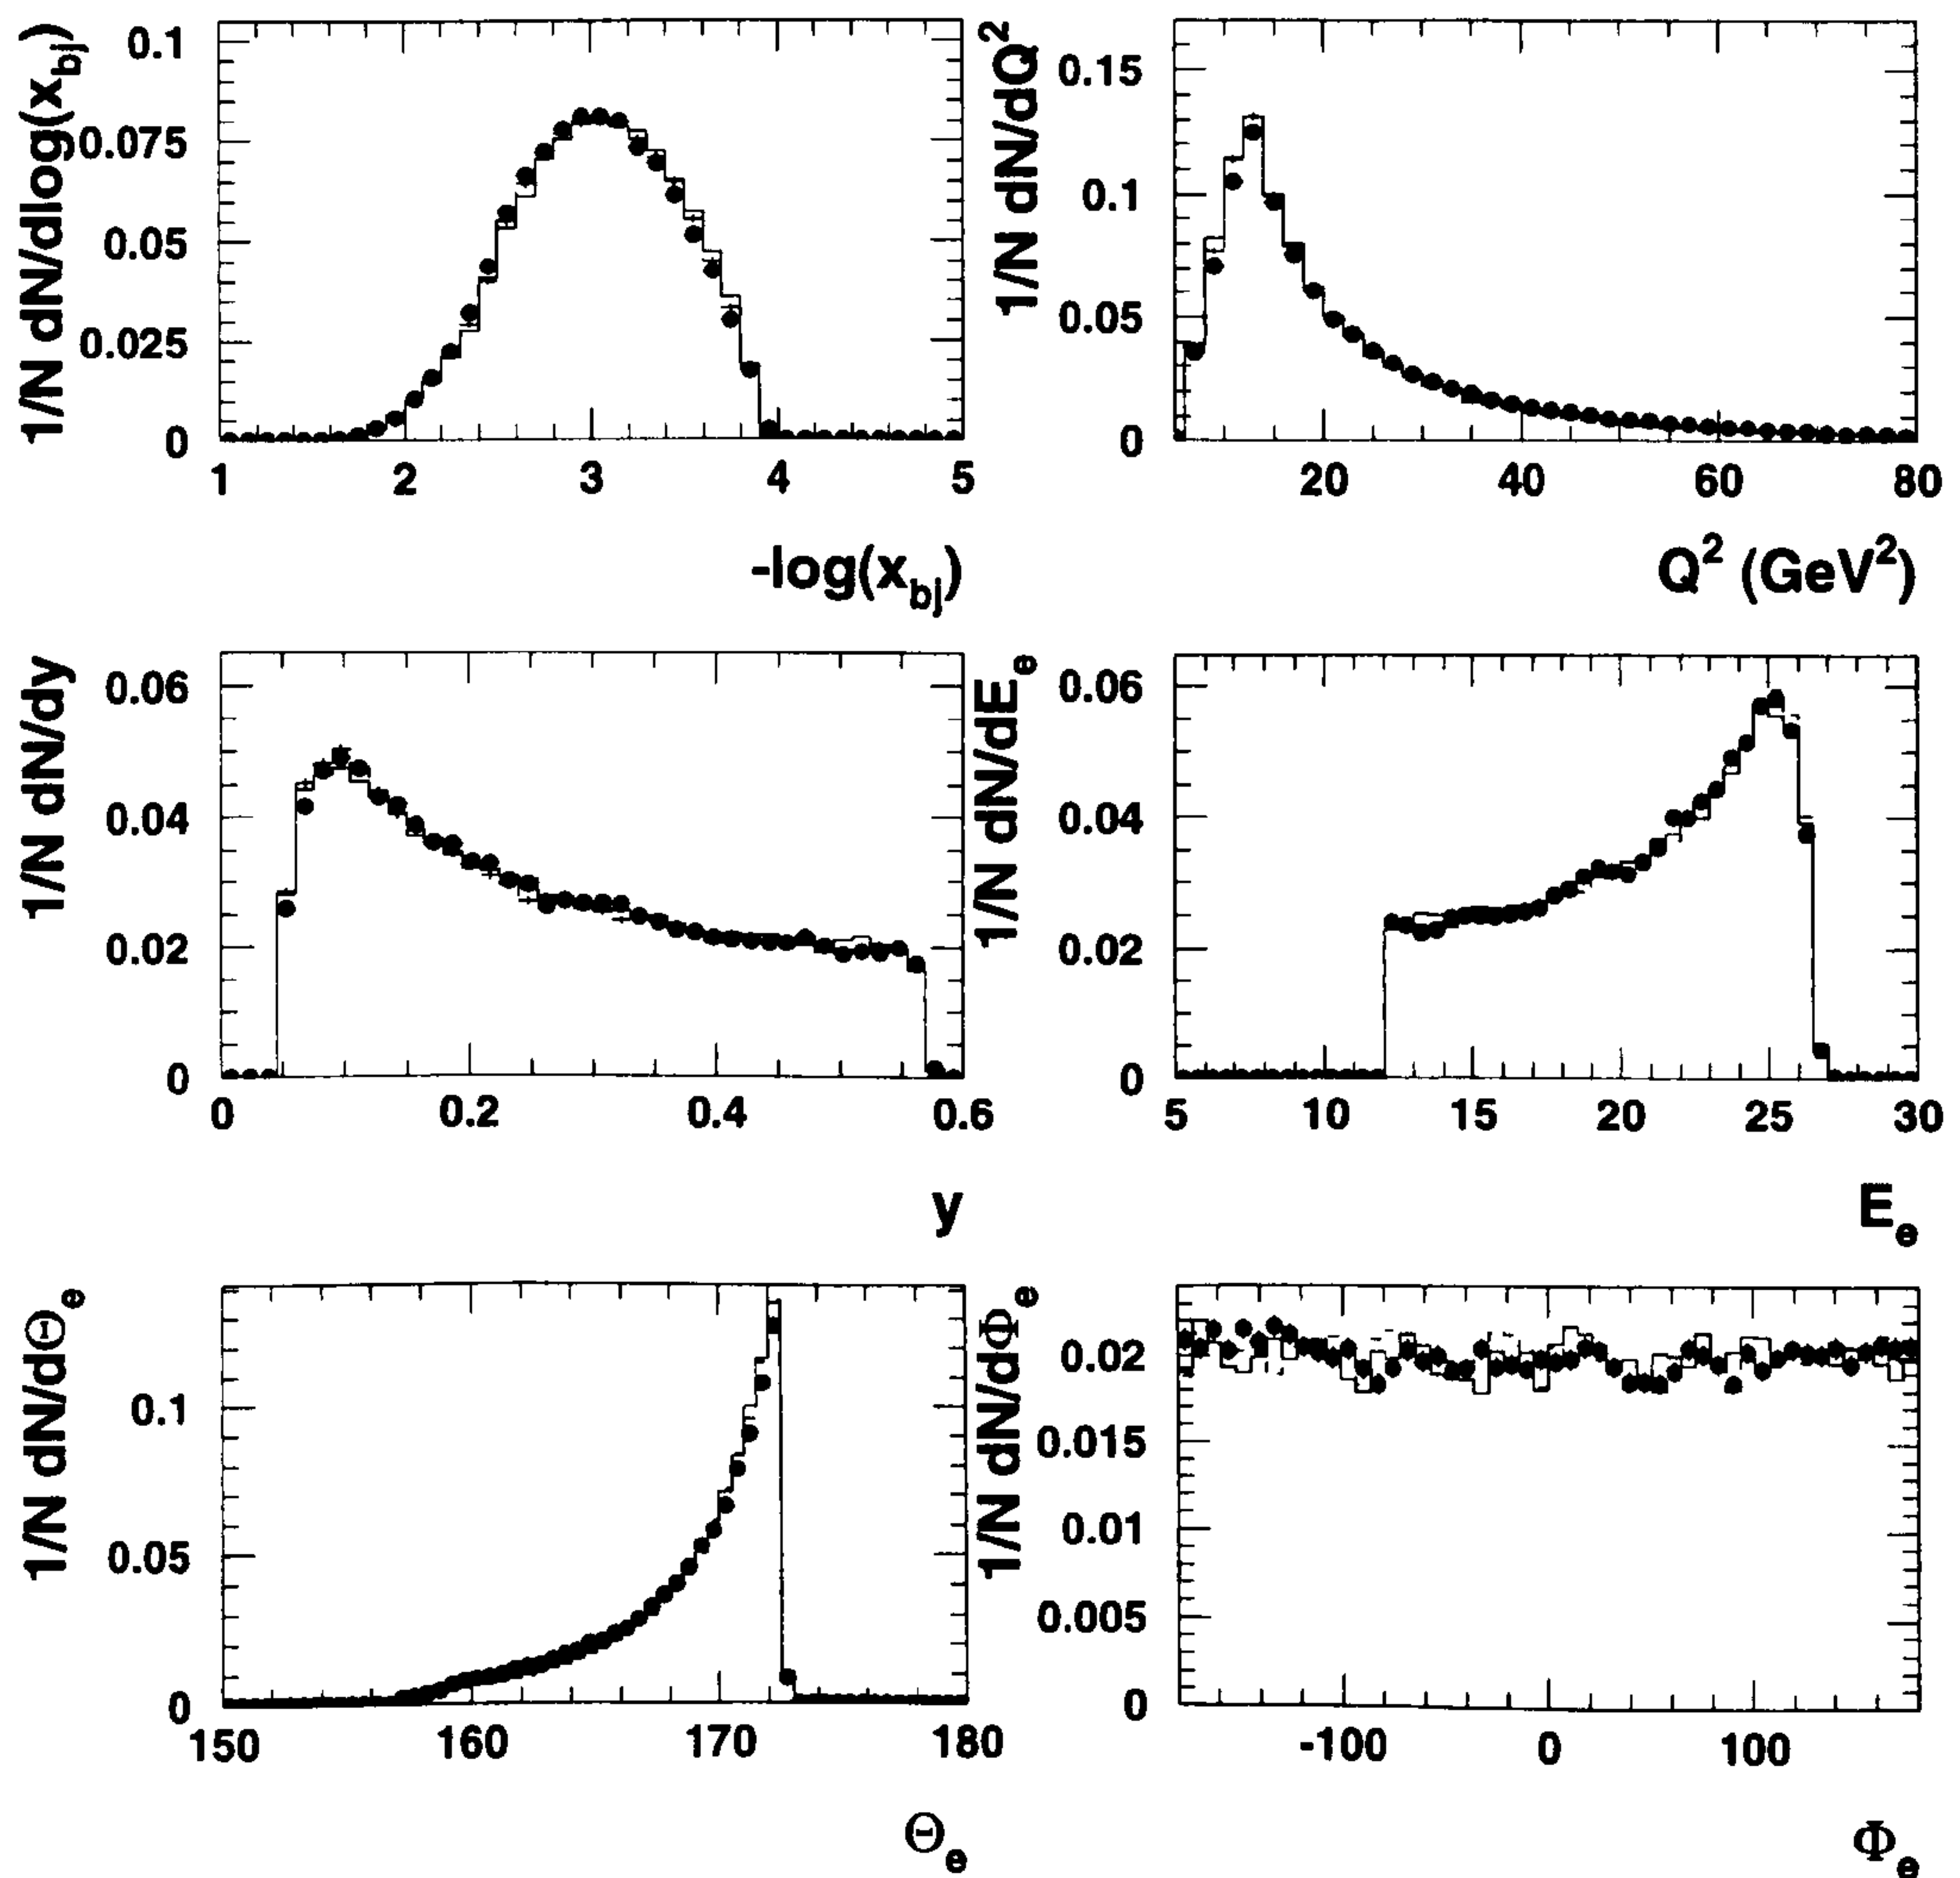 1/N dN/dlog(x_bj)
0.1
0.075
0.05
0.025
0
1 2 3 4 5
-log(x_bj)
1/N dN/dQ²
0.15
0.1
0.05
0
20 40 60 80
Q² (GeV²)
1/N dN/dy
0.06
0.04
0.02
0
0 0.2 0.4 0.6
y
1/N dN/dE_e
0.06
0.04
0.02
0
5 10 15 20 25 30
E_e
1/N dN/dΘ_e
0.1
0.05
0
150 160 170 180
Θ_e
1/N dN/dΦ_e
0.02
0.015
0.01
0.005
0
-100 0 100
Φ_e